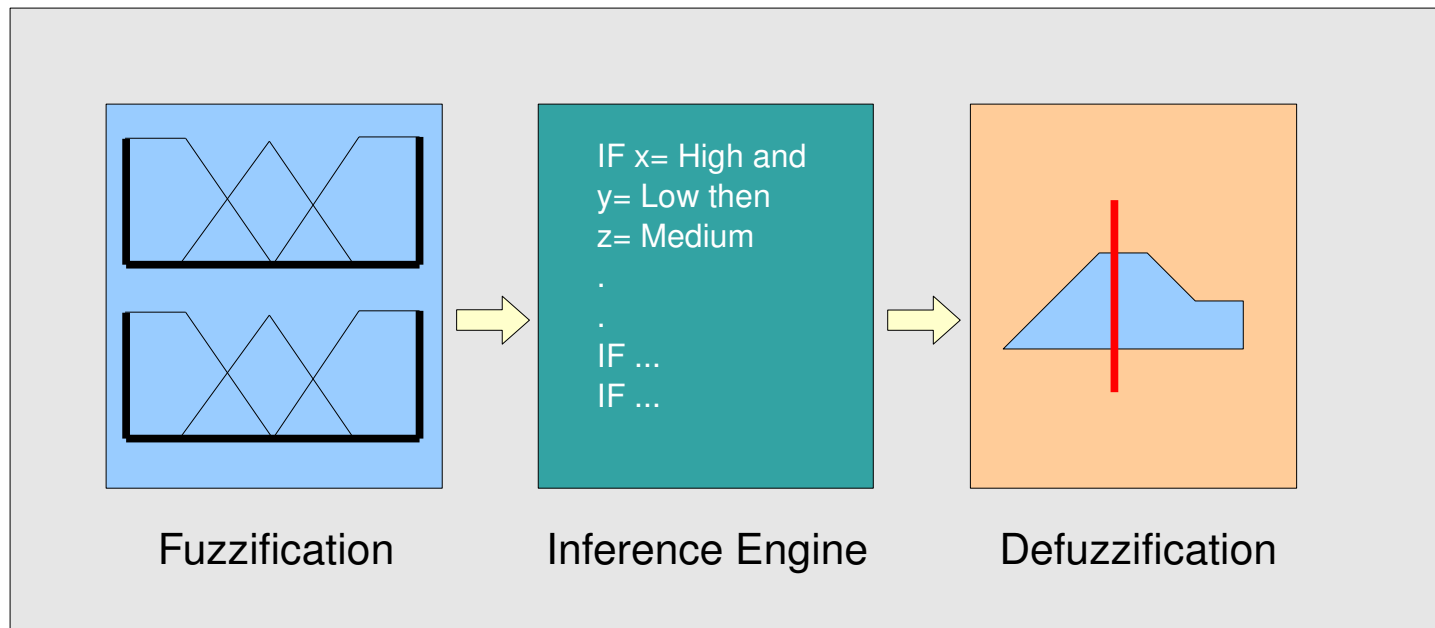 IF x= High and
y= Low then
z= Medium
.
.
IF ...
IF ...
Fuzzification
Inference Engine
Defuzzification